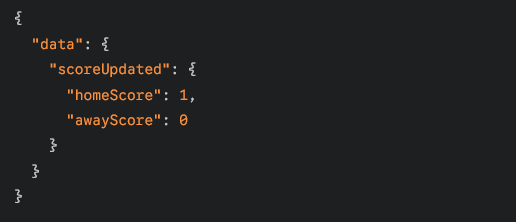 {
  "data": {
    "scoreUpdated": {
      "homeScore": 1,
      "awayScore": 0
    }
  }
}